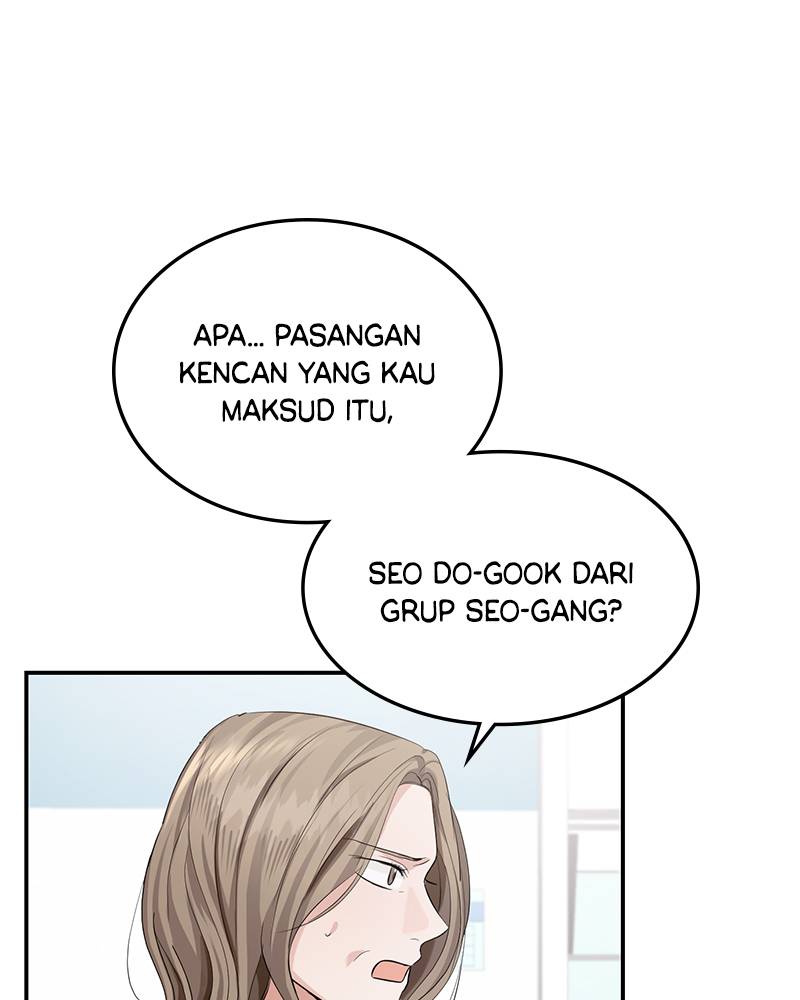 APA... PASANGAN
KENCAN YANG KAU
MAKSUD ITU,
SEO DO-GOOK DARI
GRUP SEO-GANG?